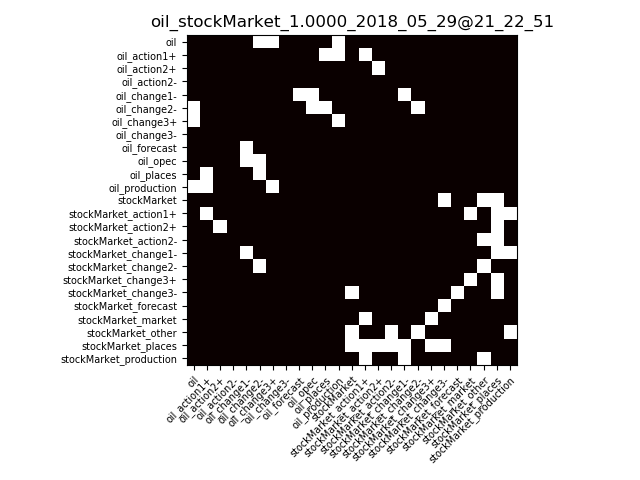 oil_stockMarket_1.0000_2018_05_29@21_22_51
oil
oil_action1+
oil_action2+
oil_action2-
oil_change1-
oil_change2-
oil_change3+
oil_change3-
oil_forecast
oil_opec
oil_places
oil_production
stockMarket
stockMarket_action1+
stockMarket_action2+
stockMarket_action2-
stockMarket_change1-
stockMarket_change2-
stockMarket_change3+
stockMarket_change3-
stockMarket_forecast
stockMarket_market
stockMarket_other
stockMarket_places
stockMarket_production
oil
oil_action1+
oil_action2+
oil_action2-
oil_change1-
oil_change2-
oil_change3+
oil_change3-
oil_forecast
oil_opec
oil_places
oil_production
stockMarket
stockMarket_action1+
stockMarket_action2+
stockMarket_action2-
stockMarket_change1-
stockMarket_change2-
stockMarket_change3+
stockMarket_change3-
stockMarket_forecast
stockMarket_market
stockMarket_other
stockMarket_places
stockMarket_production